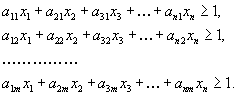 a₁₁x₁ + a₂₁x₂ + a₃₁x₃ + ... + aₙ₁xₙ ≥ 1,
a₁₂x₁ + a₂₂x₂ + a₃₂x₃ + ... + aₙ₂xₙ ≥ 1,
...............
a₁ₘx₁ + a₂ₘx₂ + a₃ₘx₃ + ... + aₙₘxₙ ≥ 1.